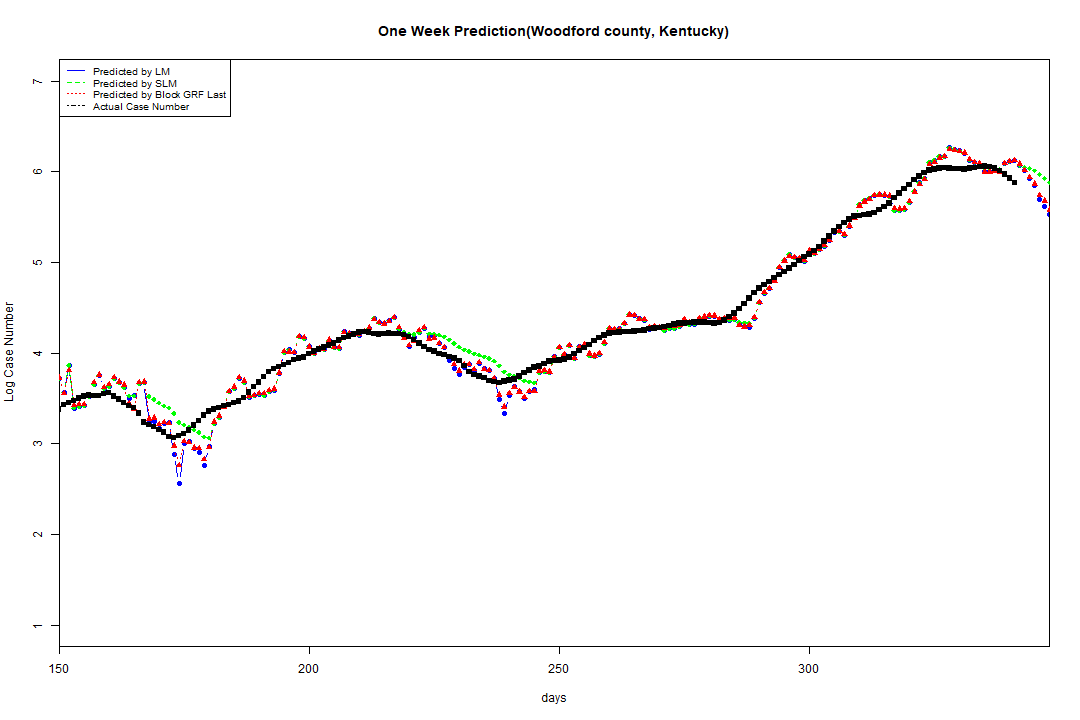 One Week Prediction(Woodford county, Kentucky)
Predicted by LM
Predicted by SLM
Predicted by Block GRF Last
Actual Case Number
7
6
5
4
3
2
1
Log Case Number
150 200 250 300
days